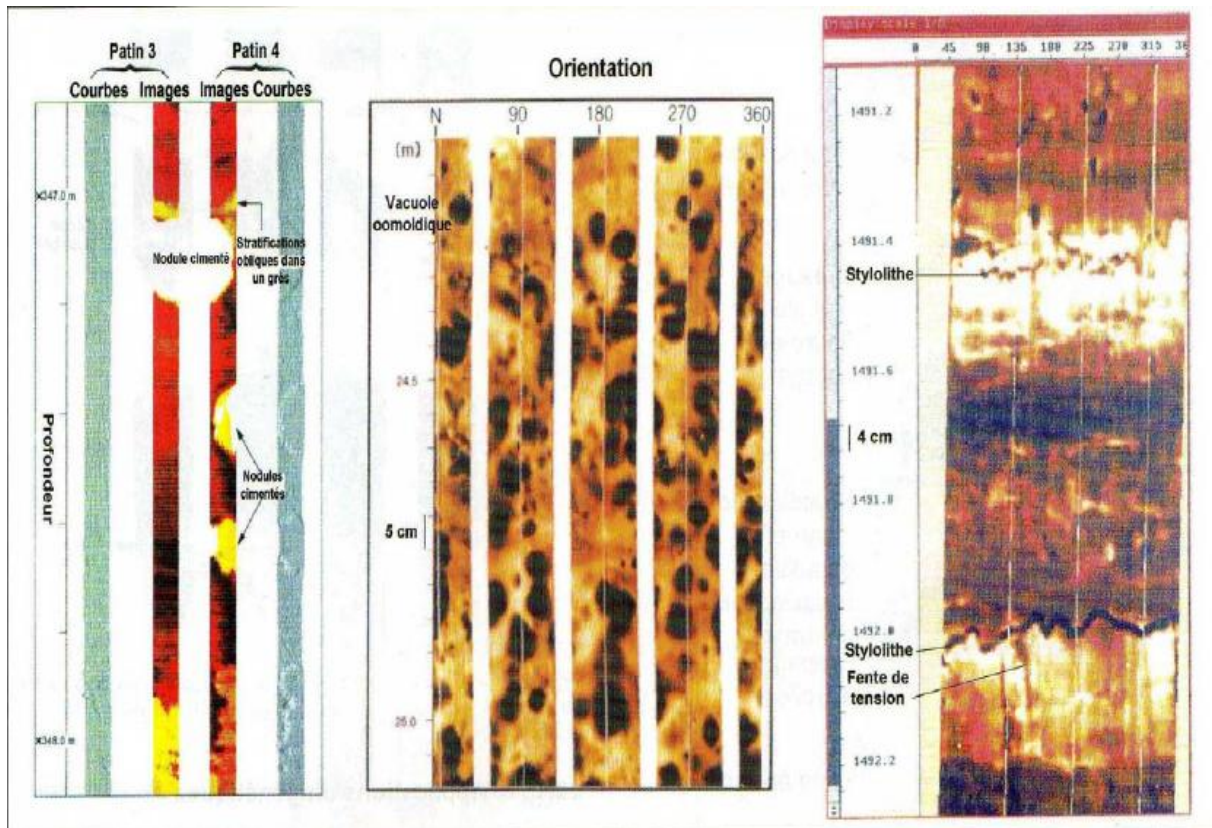 Patin 3
Patin 4
Courbes Images
Images Courbes
X347.0 m
Nodule cimenté
Stratifications
obliques dans
un grès
Profondeur
Nodules
cimentés
X348.0 m
Orientation
N 90 180 270 360
(m)
Vacuole
oomoïdique
24.5
5 cm
25.0
Display scale
0 45 90 135 180 225 270 315
1491.2
1491.4
Stylolithe
1491.6
4 cm
1491.8
1492.0
Stylolithe
Fente de
tension
1492.2